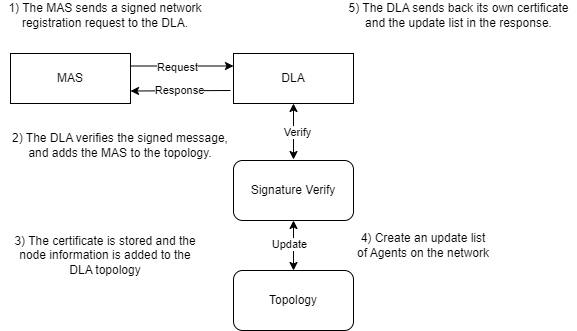 1) The MAS sends a signed network
registration request to the DLA.
5) The DLA sends back its own certificate
and the update list in the response.
MAS
Request
Response
DLA
2) The DLA verifies the signed message,
and adds the MAS to the topology.
Verify
Signature Verify
3) The certificate is stored and the
node information is added to the
DLA topology
Update
4) Create an update list
of Agents on the network
Topology